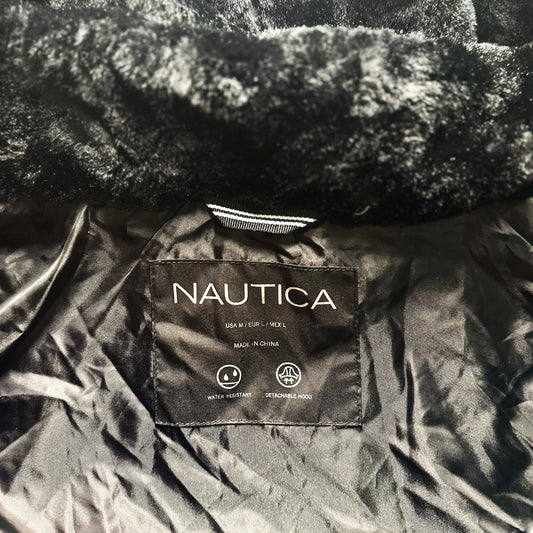 NAUTICA
USA M / EUR L / MEX L
MADE IN CHINA
WATER RESISTANT
DETACHABLE HOOD